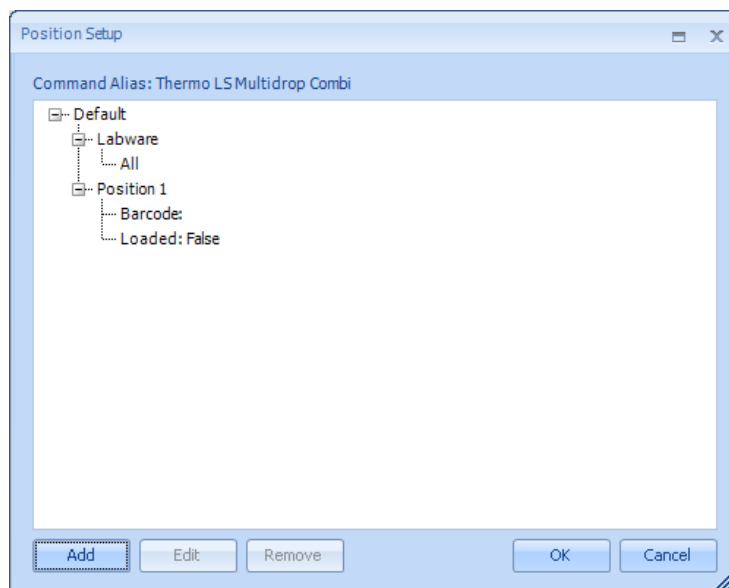 Position Setup
Command Alias: Thermo LS Multidrop Combi
Default
Labware
All
Position 1
Barcode:
Loaded: False
Add Edit Remove OK Cancel